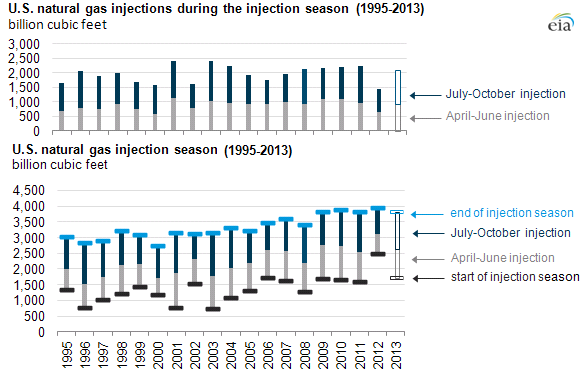 U.S. natural gas injections during the injection season (1995-2013)
billion cubic feet
eia
3,000
2,500
2,000
1,500
1,000
500
0
July-October injection
April-June injection
U.S. natural gas injection season (1995-2013)
billion cubic feet
4,500
4,000
3,500
3,000
2,500
2,000
1,500
1,000
500
0
end of injection season
July-October injection
April-June injection
start of injection season
1995 1996 1997 1998 1999 2000 2001 2002 2003 2004 2005 2006 2007 2008 2009 2010 2011 2012 2013